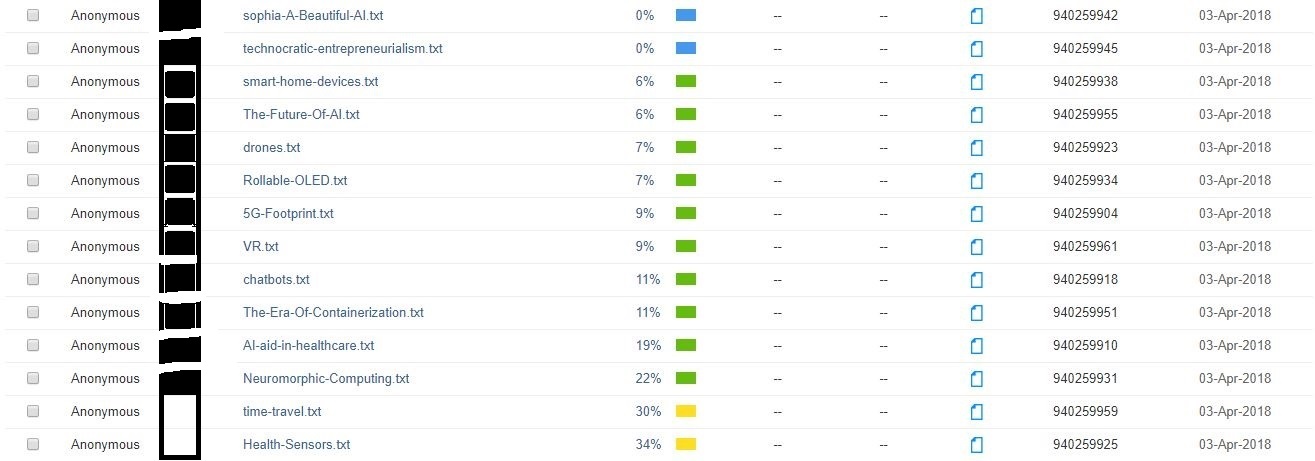 Anonymous sophia-A-Beautiful-AI.txt 0% -- -- 940259942 03-Apr-2018
Anonymous technocratic-entrepreneurialism.txt 0% -- -- 940259945 03-Apr-2018
Anonymous smart-home-devices.txt 6% -- -- 940259938 03-Apr-2018
Anonymous The-Future-Of-AI.txt 6% -- -- 940259955 03-Apr-2018
Anonymous drones.txt 7% -- -- 940259923 03-Apr-2018
Anonymous Rollable-OLED.txt 7% -- -- 940259934 03-Apr-2018
Anonymous 5G-Footprint.txt 9% -- -- 940259904 03-Apr-2018
Anonymous VR.txt 9% -- -- 940259961 03-Apr-2018
Anonymous chatbots.txt 11% -- -- 940259918 03-Apr-2018
Anonymous The-Era-Of-Containerization.txt 11% -- -- 940259951 03-Apr-2018
Anonymous AI-aid-in-healthcare.txt 19% -- -- 940259910 03-Apr-2018
Anonymous Neuromorphic-Computing.txt 22% -- -- 940259931 03-Apr-2018
Anonymous time-travel.txt 30% -- -- 940259959 03-Apr-2018
Anonymous Health-Sensors.txt 34% -- -- 940259925 03-Apr-2018